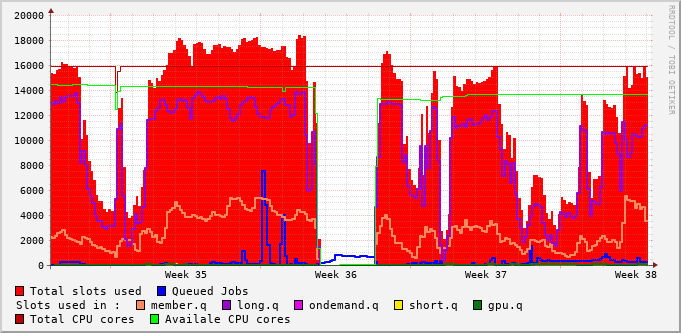 RRDTOOL / TOBI OETIKER
20000
18000
16000
14000
12000
10000
8000
6000
4000
2000
0
Week 35 Week 36 Week 37 Week 38
Total slots used Queued Jobs
Slots used in : member.q long.q ondemand.q short.q gpu.q
Total CPU cores Availale CPU cores